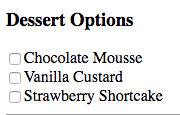 Dessert Options
Chocolate Mousse
Vanilla Custard
Strawberry Shortcake